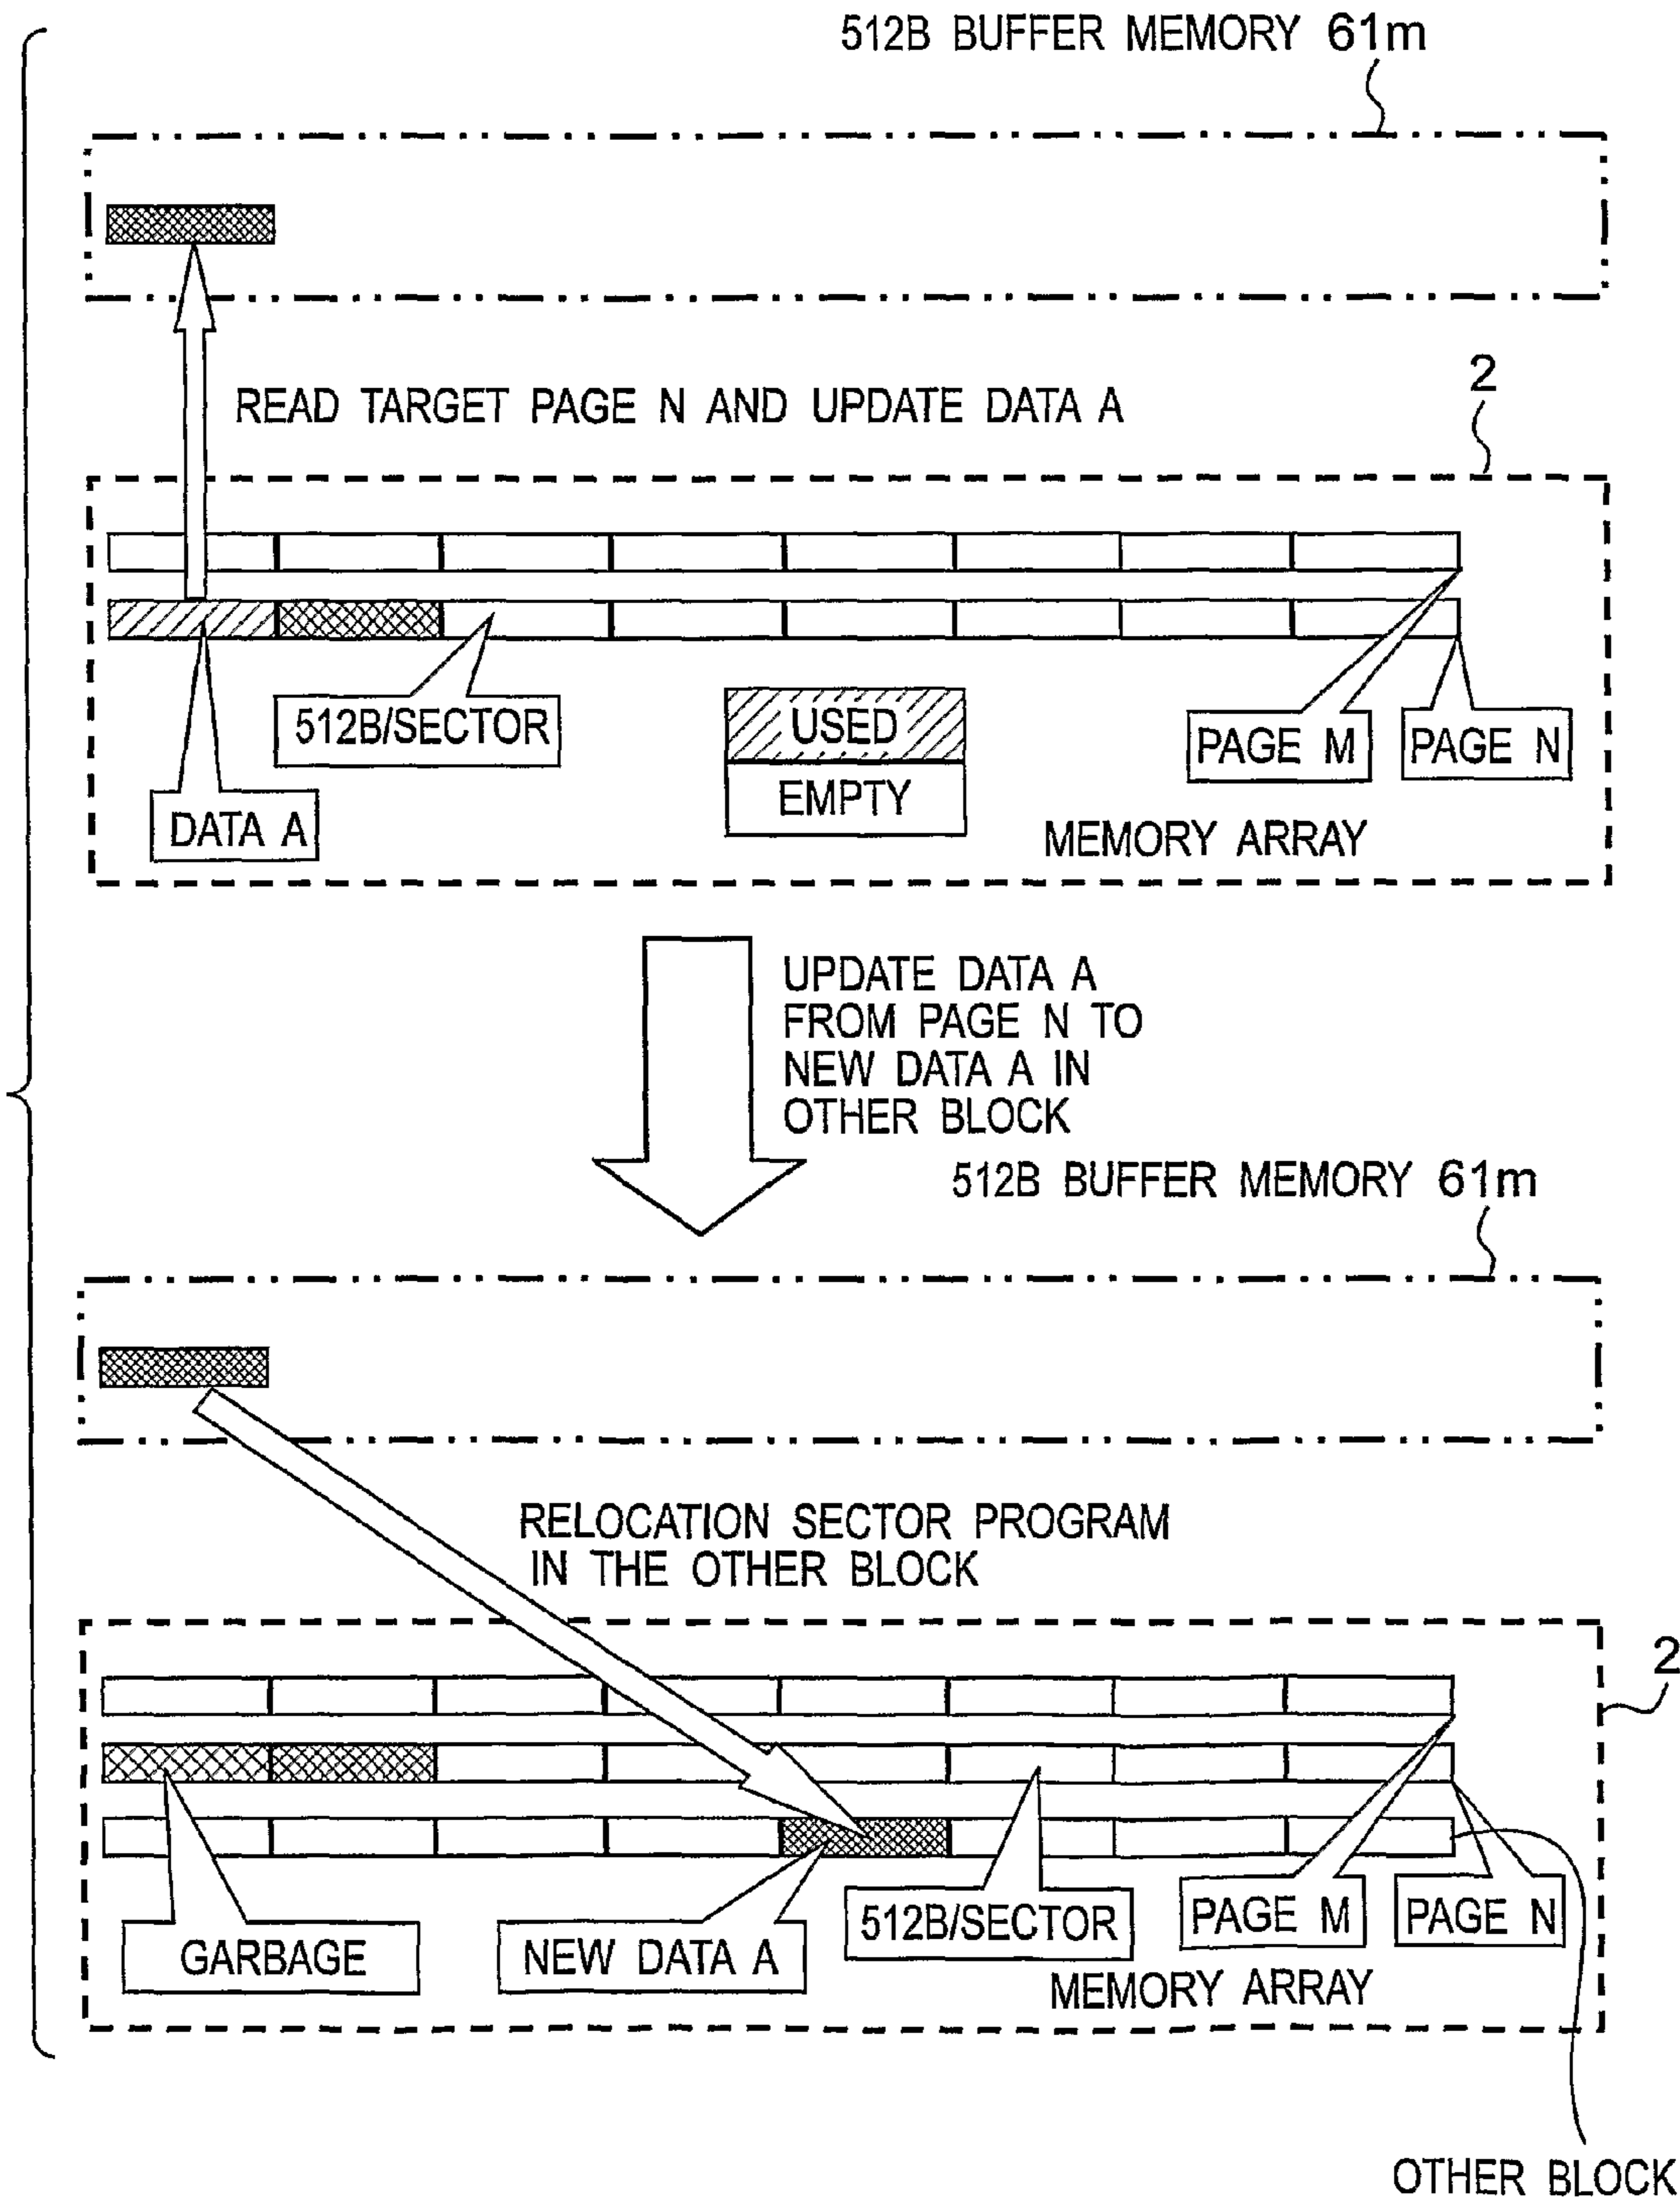 512B BUFFER MEMORY 61m
READ TARGET PAGE N AND UPDATE DATA A
2
512B/SECTOR
USED
EMPTY
PAGE M
PAGE N
DATA A
MEMORY ARRAY
UPDATE DATA A
FROM PAGE N TO
NEW DATA A IN
OTHER BLOCK
512B BUFFER MEMORY 61m
RELOCATION SECTOR PROGRAM
IN THE OTHER BLOCK
2
GARBAGE
NEW DATA A
512B/SECTOR
PAGE M
PAGE N
MEMORY ARRAY
OTHER BLOCK